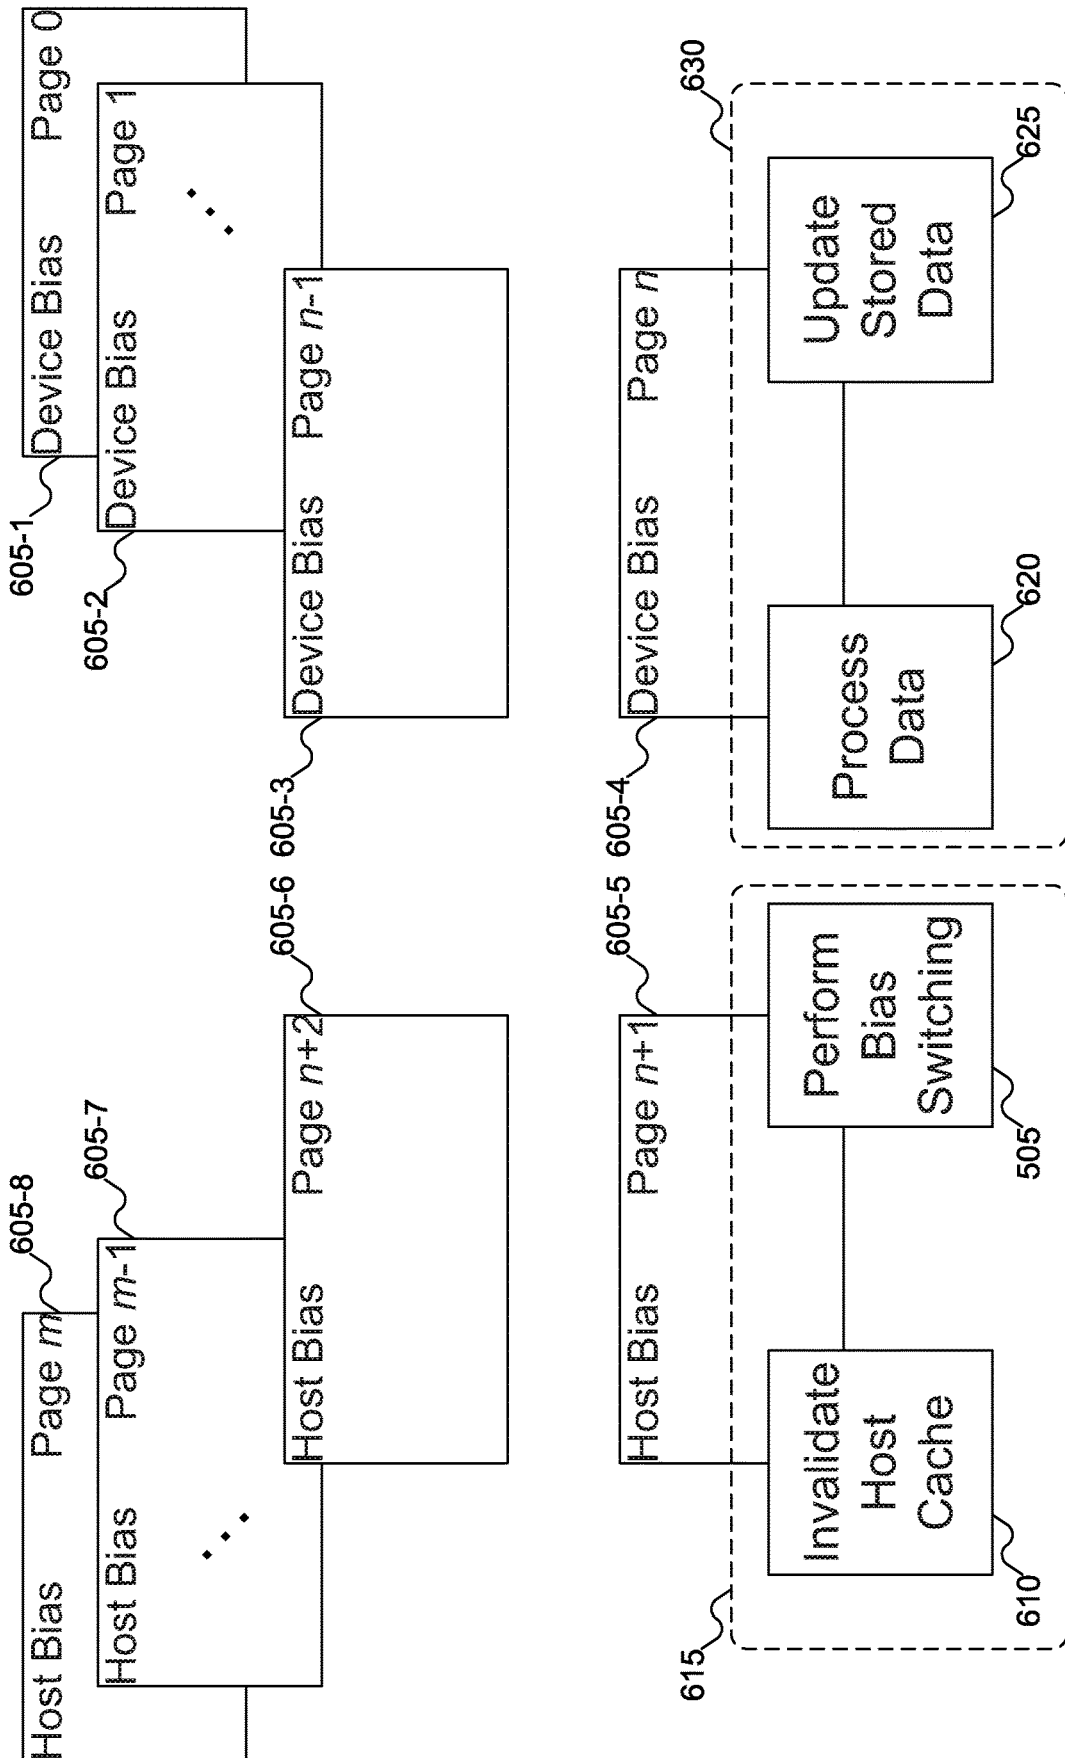 Host Bias Page m
605-8
605-1
Device Bias Page 0
Host Bias Page m-1
605-7
605-2
Device Bias Page 1
Host Bias Page n+2
605-6
605-3
Device Bias Page n-1
Host Bias Page n+1
605-5
605-4
Device Bias Page n
615
630
Invalidate
Host
Cache
Perform
Bias
Switching
Process
Data
Update
Stored
Data
610
505
620
625